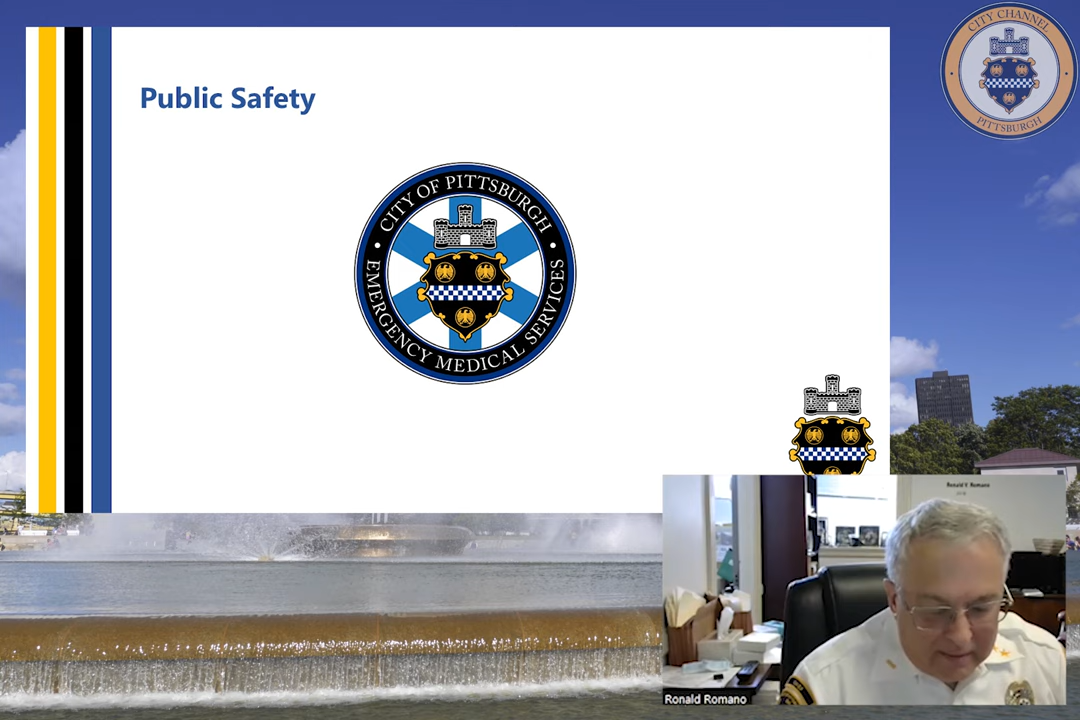 CITY CHANNEL
PITTSBURGH
Public Safety
CITY OF PITTSBURGH
EMERGENCY MEDICAL SERVICES
Ronald V. Romano
Ronald Romano